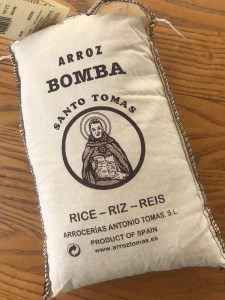 ARROZ
BOMBA
SANTO TOMAS
RICE – RIZ – REIS
ARROCERÍAS ANTONIO TOMAS, S.L.
PRODUCT OF SPAIN
www.arroztomas.es